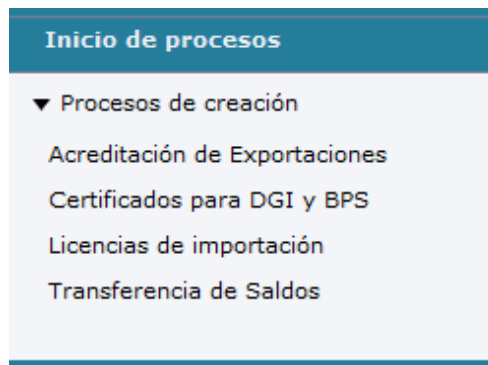 Inicio de procesos
Procesos de creación
Acreditación de Exportaciones
Certificados para DGI y BPS
Licencias de importación
Transferencia de Saldos